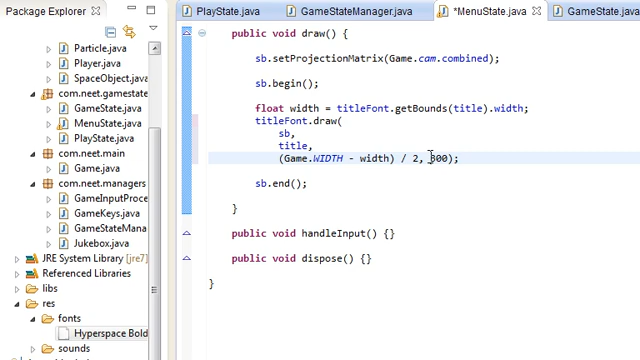 Package Explorer
PlayState.java
GameStateManager.java
*MenuState.java
GameState.java
Particle.java
Player.java
SpaceObject.java
com.neet.gamestate
GameState.java
MenuState.java
PlayState.java
com.neet.main
Game.java
com.neet.managers
GameInputProce
GameKeys.java
GameStateMana
Jukebox.java
JRE System Library [jre7]
Referenced Libraries
libs
res
fonts
Hyperspace Bold
sounds
public void draw() {
sb.setProjectionMatrix(Game.cam.combined);
sb.begin();
float width = titleFont.getBounds(title).width;
titleFont.draw(
sb,
title,
(Game.WIDTH - width) / 2, 300);
sb.end();
}
public void handleInput() {}
public void dispose() {}
}